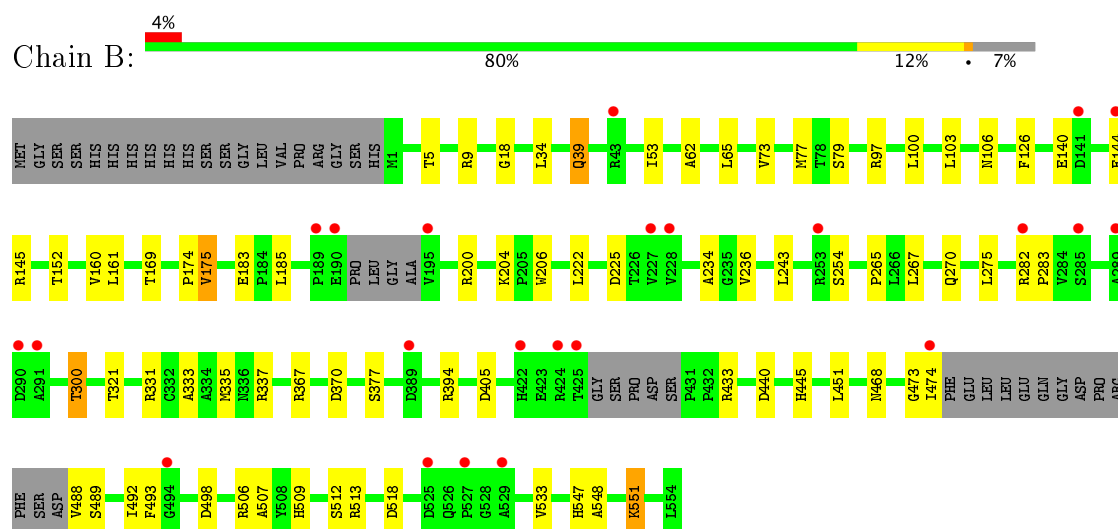 4%
Chain B:
80% 12% • 7%
MET GLY SER SER HIS HIS HIS HIS HIS HIS SER SER GLY LEU VAL PRO ARG GLY SER HIS M1 T5 R9 G18 L34 Q39 R43 I53 A62 L65 V73 M77 T78 S79 R97 L100 L103 N106 F126 E140 D141 E144
R145 T152 V160 L161 T169 P174 V175 E183 P184 L185 P189 E190 PRO LEU GLY ALA V195 R200 K204 P205 W206 L222 D225 T226 V227 V228 A234 G235 V236 L243 R253 S254 P265 L266 L267 Q270 L275 R282 P283 V284 S285 A289
D290 A291 T300 T321 R331 C332 A333 A334 M335 N336 R337 R367 D370 S377 D389 R394 D405 H422 E423 R424 T425 GLY SER PRO ASP SER P431 P432 R433 D440 H445 L451 N468 G473 I474 PHE GLU LEU LEU GLU GLN GLY ASP PRO ARG
PHE SER ASP V488 S489 I492 F493 G494 D498 R506 A507 Y508 H509 S512 R513 D518 D525 Q526 P527 G528 A529 V533 H547 A548 K551 L554